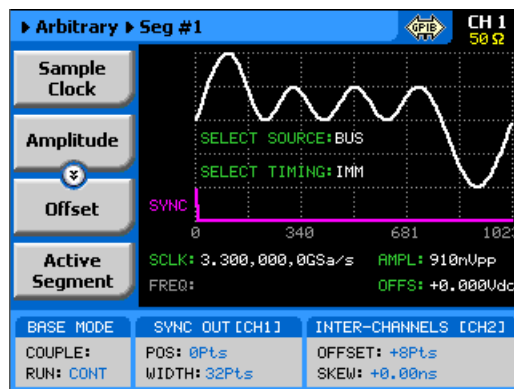 Arbitrary Seg #1
GPIB
CH 1
50 Ω
Sample
Clock
Amplitude
Offset
Active
Segment
SELECT SOURCE:BUS
SELECT TIMING:IMM
SYNC
0 340 681 1023
SCLK: 3.300,000,0GSa/s AMPL: 910mVpp
FREQ: OFFS: +0.000Vdc
BASE MODE
COUPLE:
RUN: CONT
SYNC OUT [CH1]
POS: 0Pts
WIDTH: 32Pts
INTER-CHANNELS [CH2]
OFFSET: +8Pts
SKEW: +0.00ns